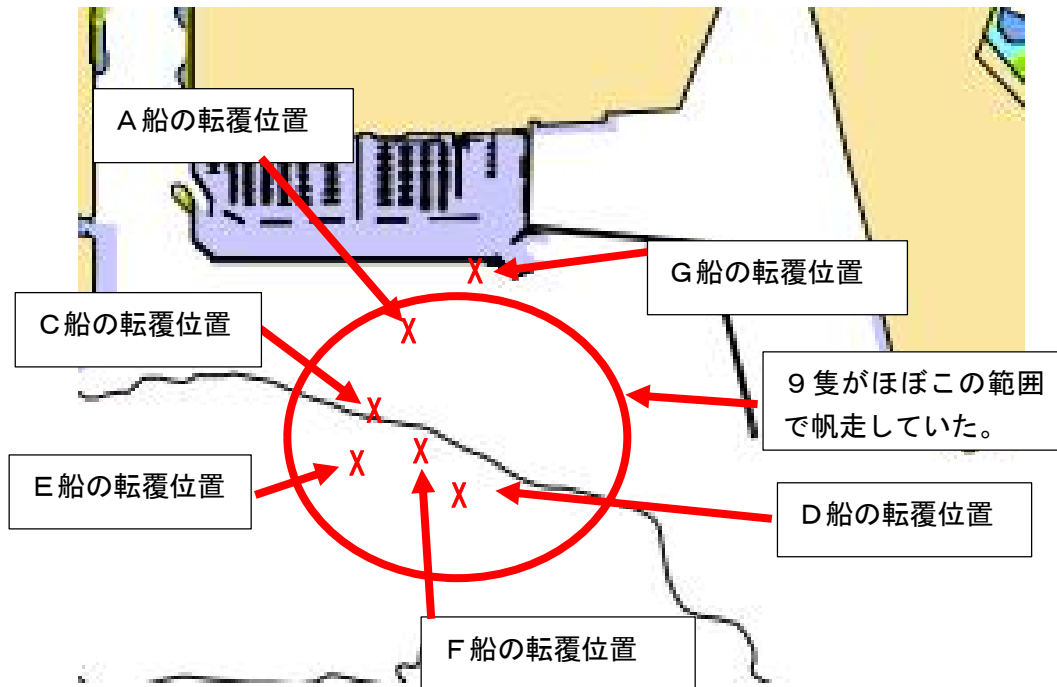 A船の転覆位置
G船の転覆位置
C船の転覆位置
9隻がほぼこの範囲
で帆走していた。
E船の転覆位置
D船の転覆位置
F船の転覆位置
X
X
X
X
X
X